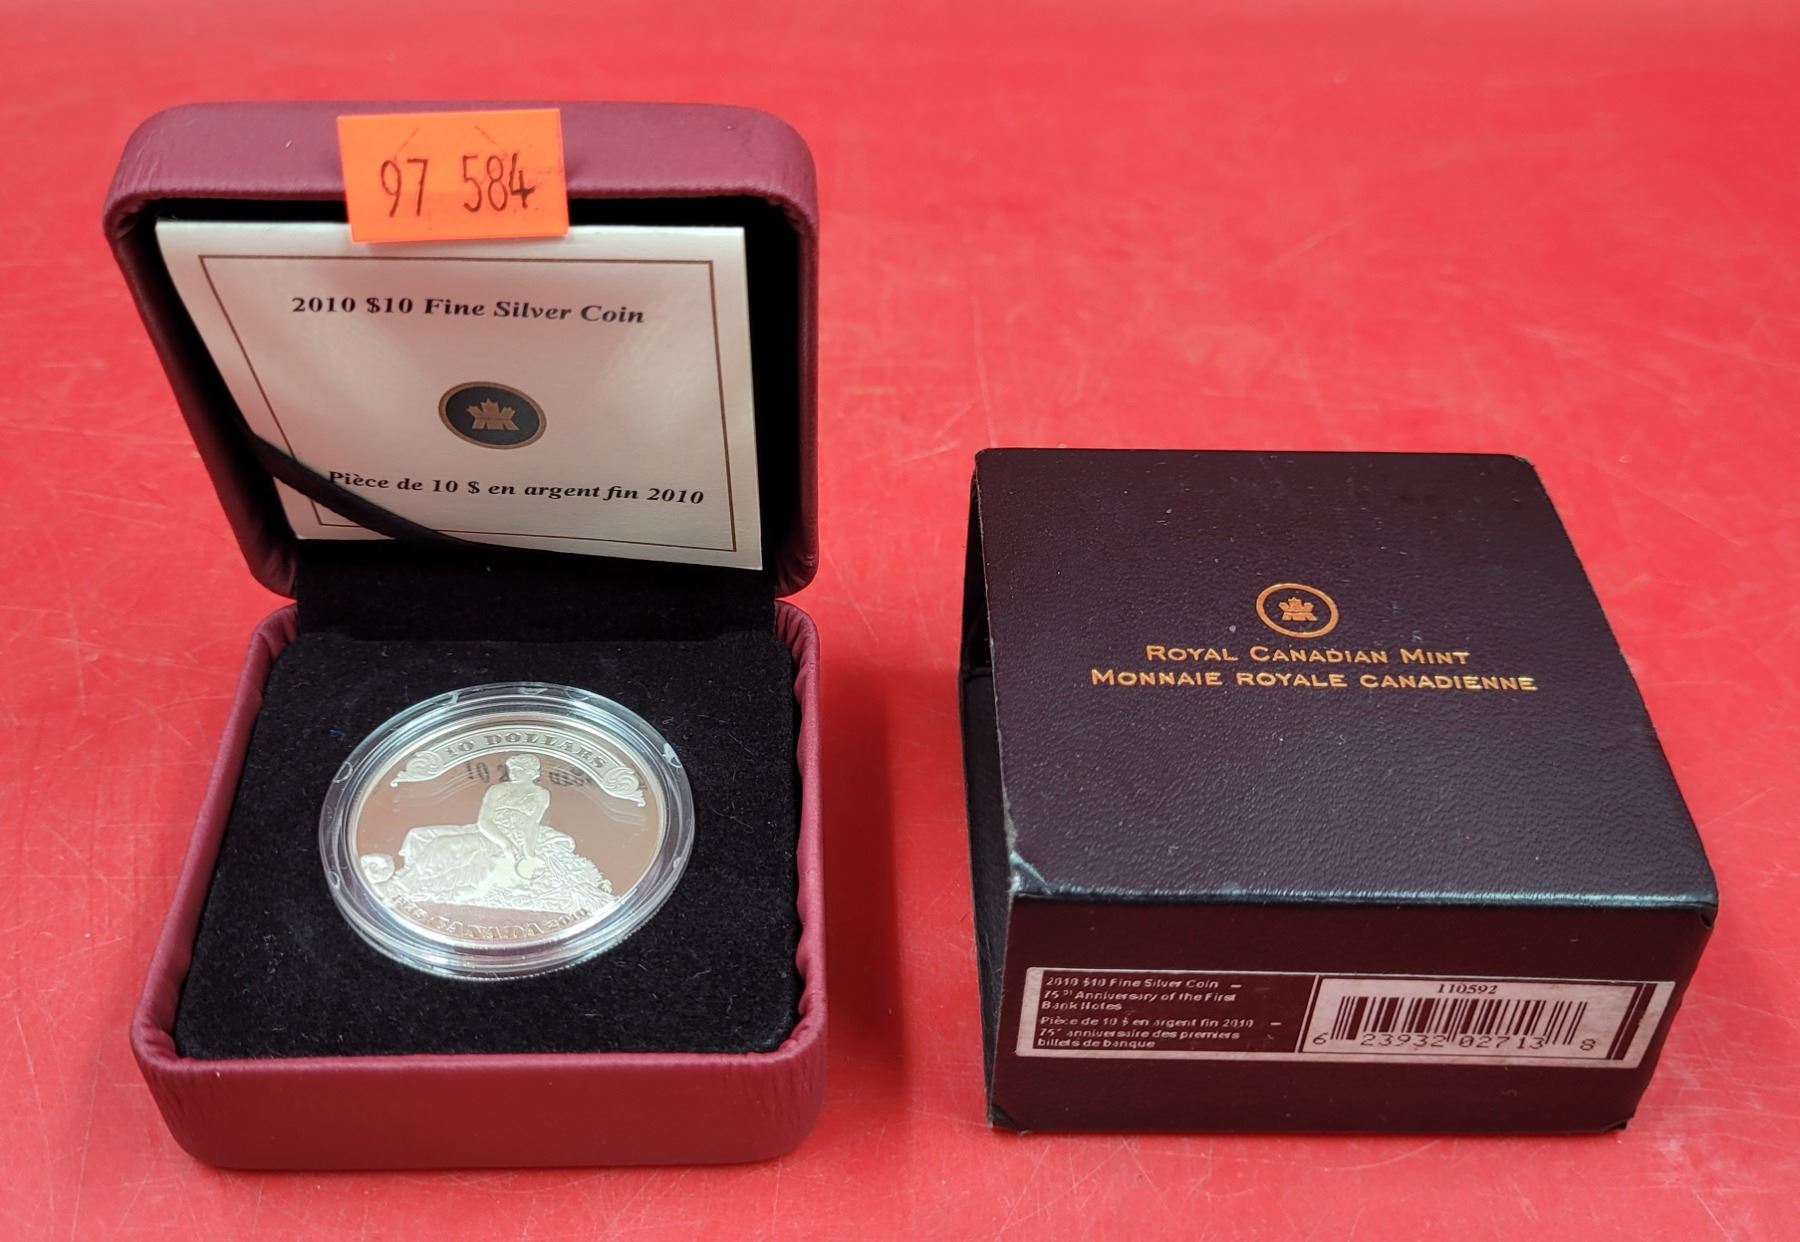 97 584
2010 $10 Fine Silver Coin
Pièce de 10 $ en argent fin 2010
10 DOLLARS
CANADA 2010
ROYAL CANADIAN MINT
MONNAIE ROYALE CANADIENNE
2010 $10 Fine Silver Coin –
75th Anniversary of the First
Bank Notes
Pièce de 10 $ en argent fin 2010 –
75e anniversaire des premiers
billets de banque
110592
6 23932 02713 8